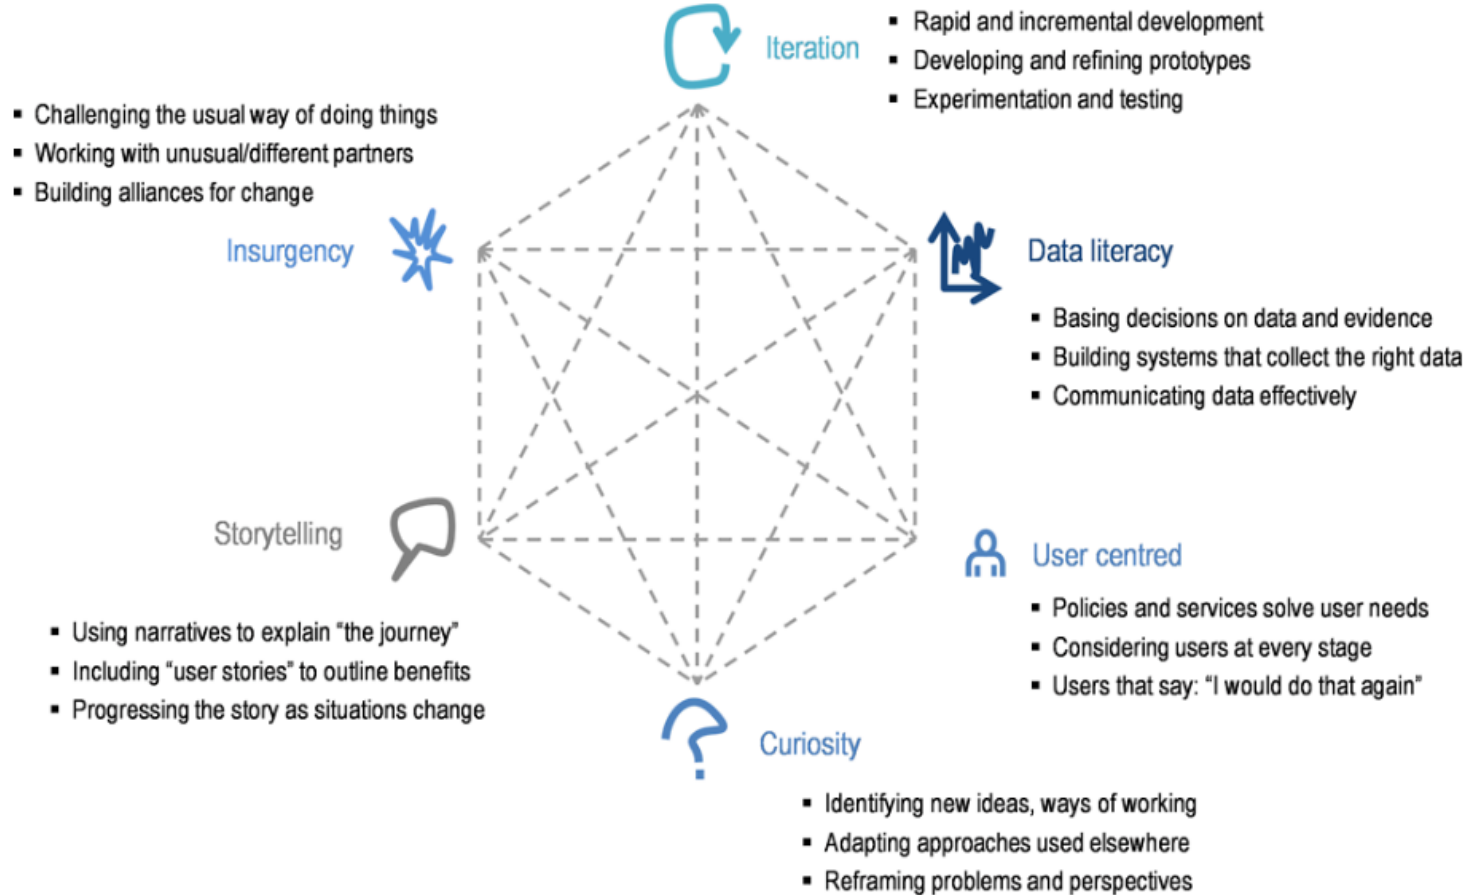 Iteration
▪ Rapid and incremental development
▪ Developing and refining prototypes
▪ Experimentation and testing
▪ Challenging the usual way of doing things
▪ Working with unusual/different partners
▪ Building alliances for change
Insurgency
Data literacy
▪ Basing decisions on data and evidence
▪ Building systems that collect the right data
▪ Communicating data effectively
Storytelling
▪ Using narratives to explain “the journey”
▪ Including “user stories” to outline benefits
▪ Progressing the story as situations change
User centred
▪ Policies and services solve user needs
▪ Considering users at every stage
▪ Users that say: “I would do that again”
Curiosity
▪ Identifying new ideas, ways of working
▪ Adapting approaches used elsewhere
▪ Reframing problems and perspectives